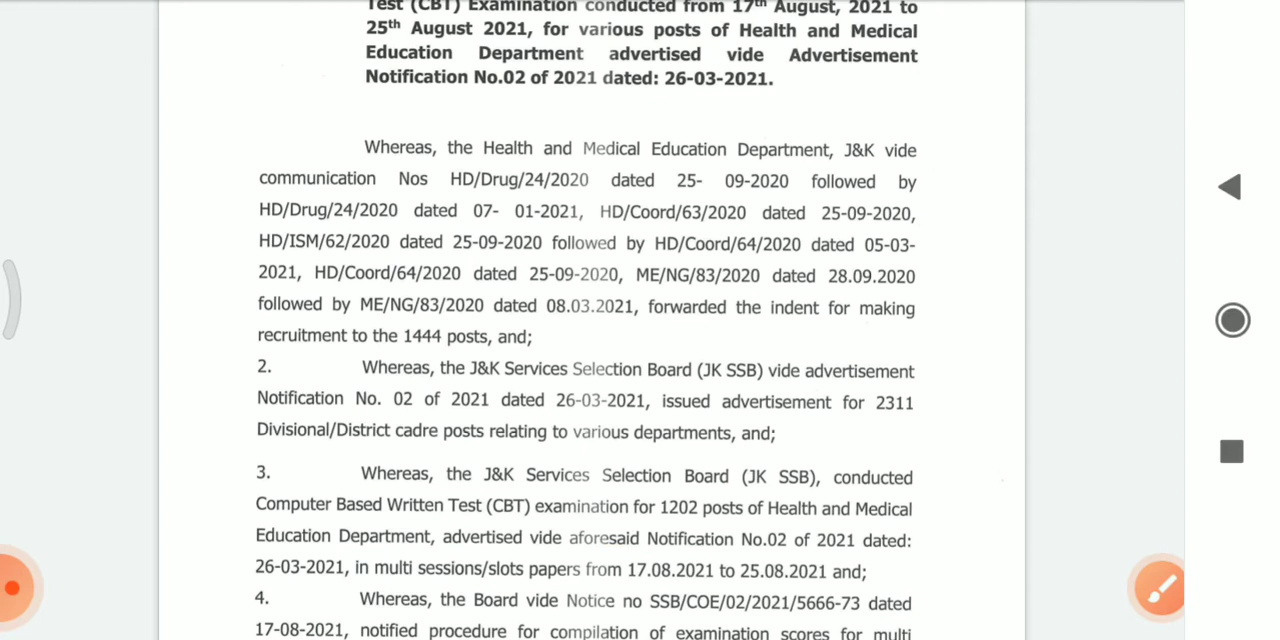 Test (CBT) Examination conducted from 17th August, 2021 to
25th August 2021, for various posts of Health and Medical
Education Department advertised vide Advertisement
Notification No.02 of 2021 dated: 26-03-2021.
Whereas, the Health and Medical Education Department, J&K vide
communication Nos HD/Drug/24/2020 dated 25- 09-2020 followed by
HD/Drug/24/2020 dated 07- 01-2021, HD/Coord/63/2020 dated 25-09-2020,
HD/ISM/62/2020 dated 25-09-2020 followed by HD/Coord/64/2020 dated 05-03-
2021, HD/Coord/64/2020 dated 25-09-2020, ME/NG/83/2020 dated 28.09.2020
followed by ME/NG/83/2020 dated 08.03.2021, forwarded the indent for making
recruitment to the 1444 posts, and;
2. Whereas, the J&K Services Selection Board (JK SSB) vide advertisement
Notification No. 02 of 2021 dated 26-03-2021, issued advertisement for 2311
Divisional/District cadre posts relating to various departments, and;
3. Whereas, the J&K Services Selection Board (JK SSB), conducted
Computer Based Written Test (CBT) examination for 1202 posts of Health and Medical
Education Department, advertised vide aforesaid Notification No.02 of 2021 dated:
26-03-2021, in multi sessions/slots papers from 17.08.2021 to 25.08.2021 and;
4. Whereas, the Board vide Notice no SSB/COE/02/2021/5666-73 dated
17-08-2021, notified procedure for compilation of examination scores for multi